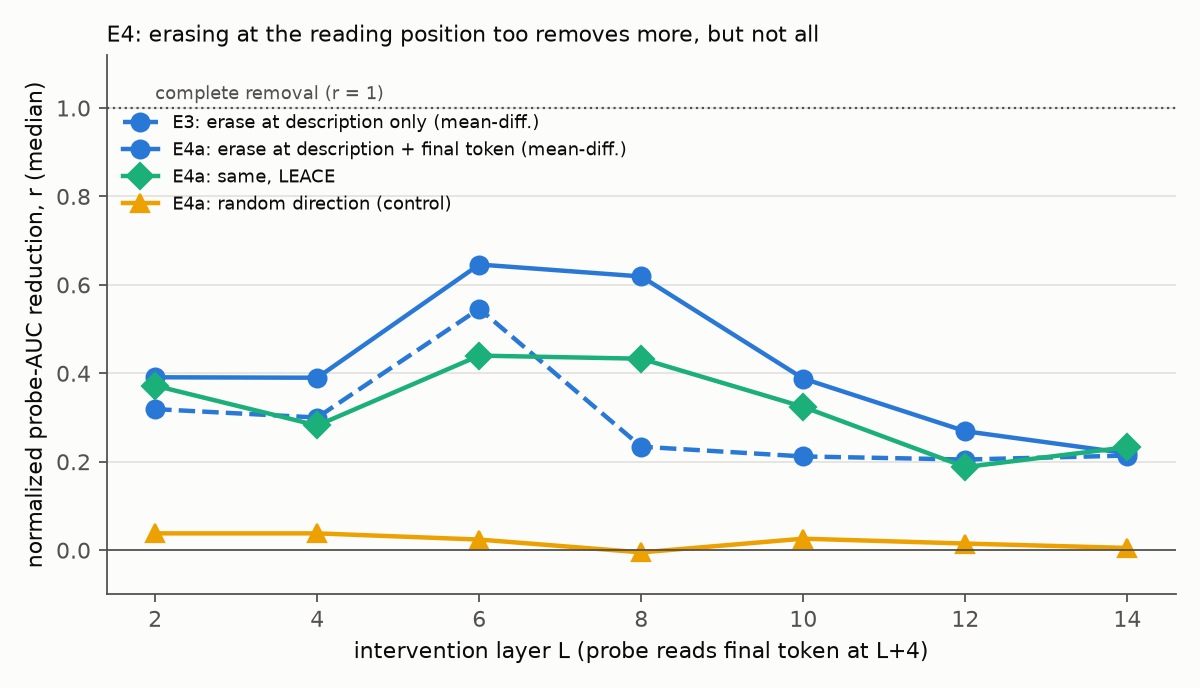 E4: erasing at the reading position too removes more, but not all
normalized probe-AUC reduction, r (median)
complete removal (r = 1)
E3: erase at description only (mean-diff.)
E4a: erase at description + final token (mean-diff.)
E4a: same, LEACE
E4a: random direction (control)
1.0
0.8
0.6
0.4
0.2
0.0
2 4 6 8 10 12 14
intervention layer L (probe reads final token at L+4)